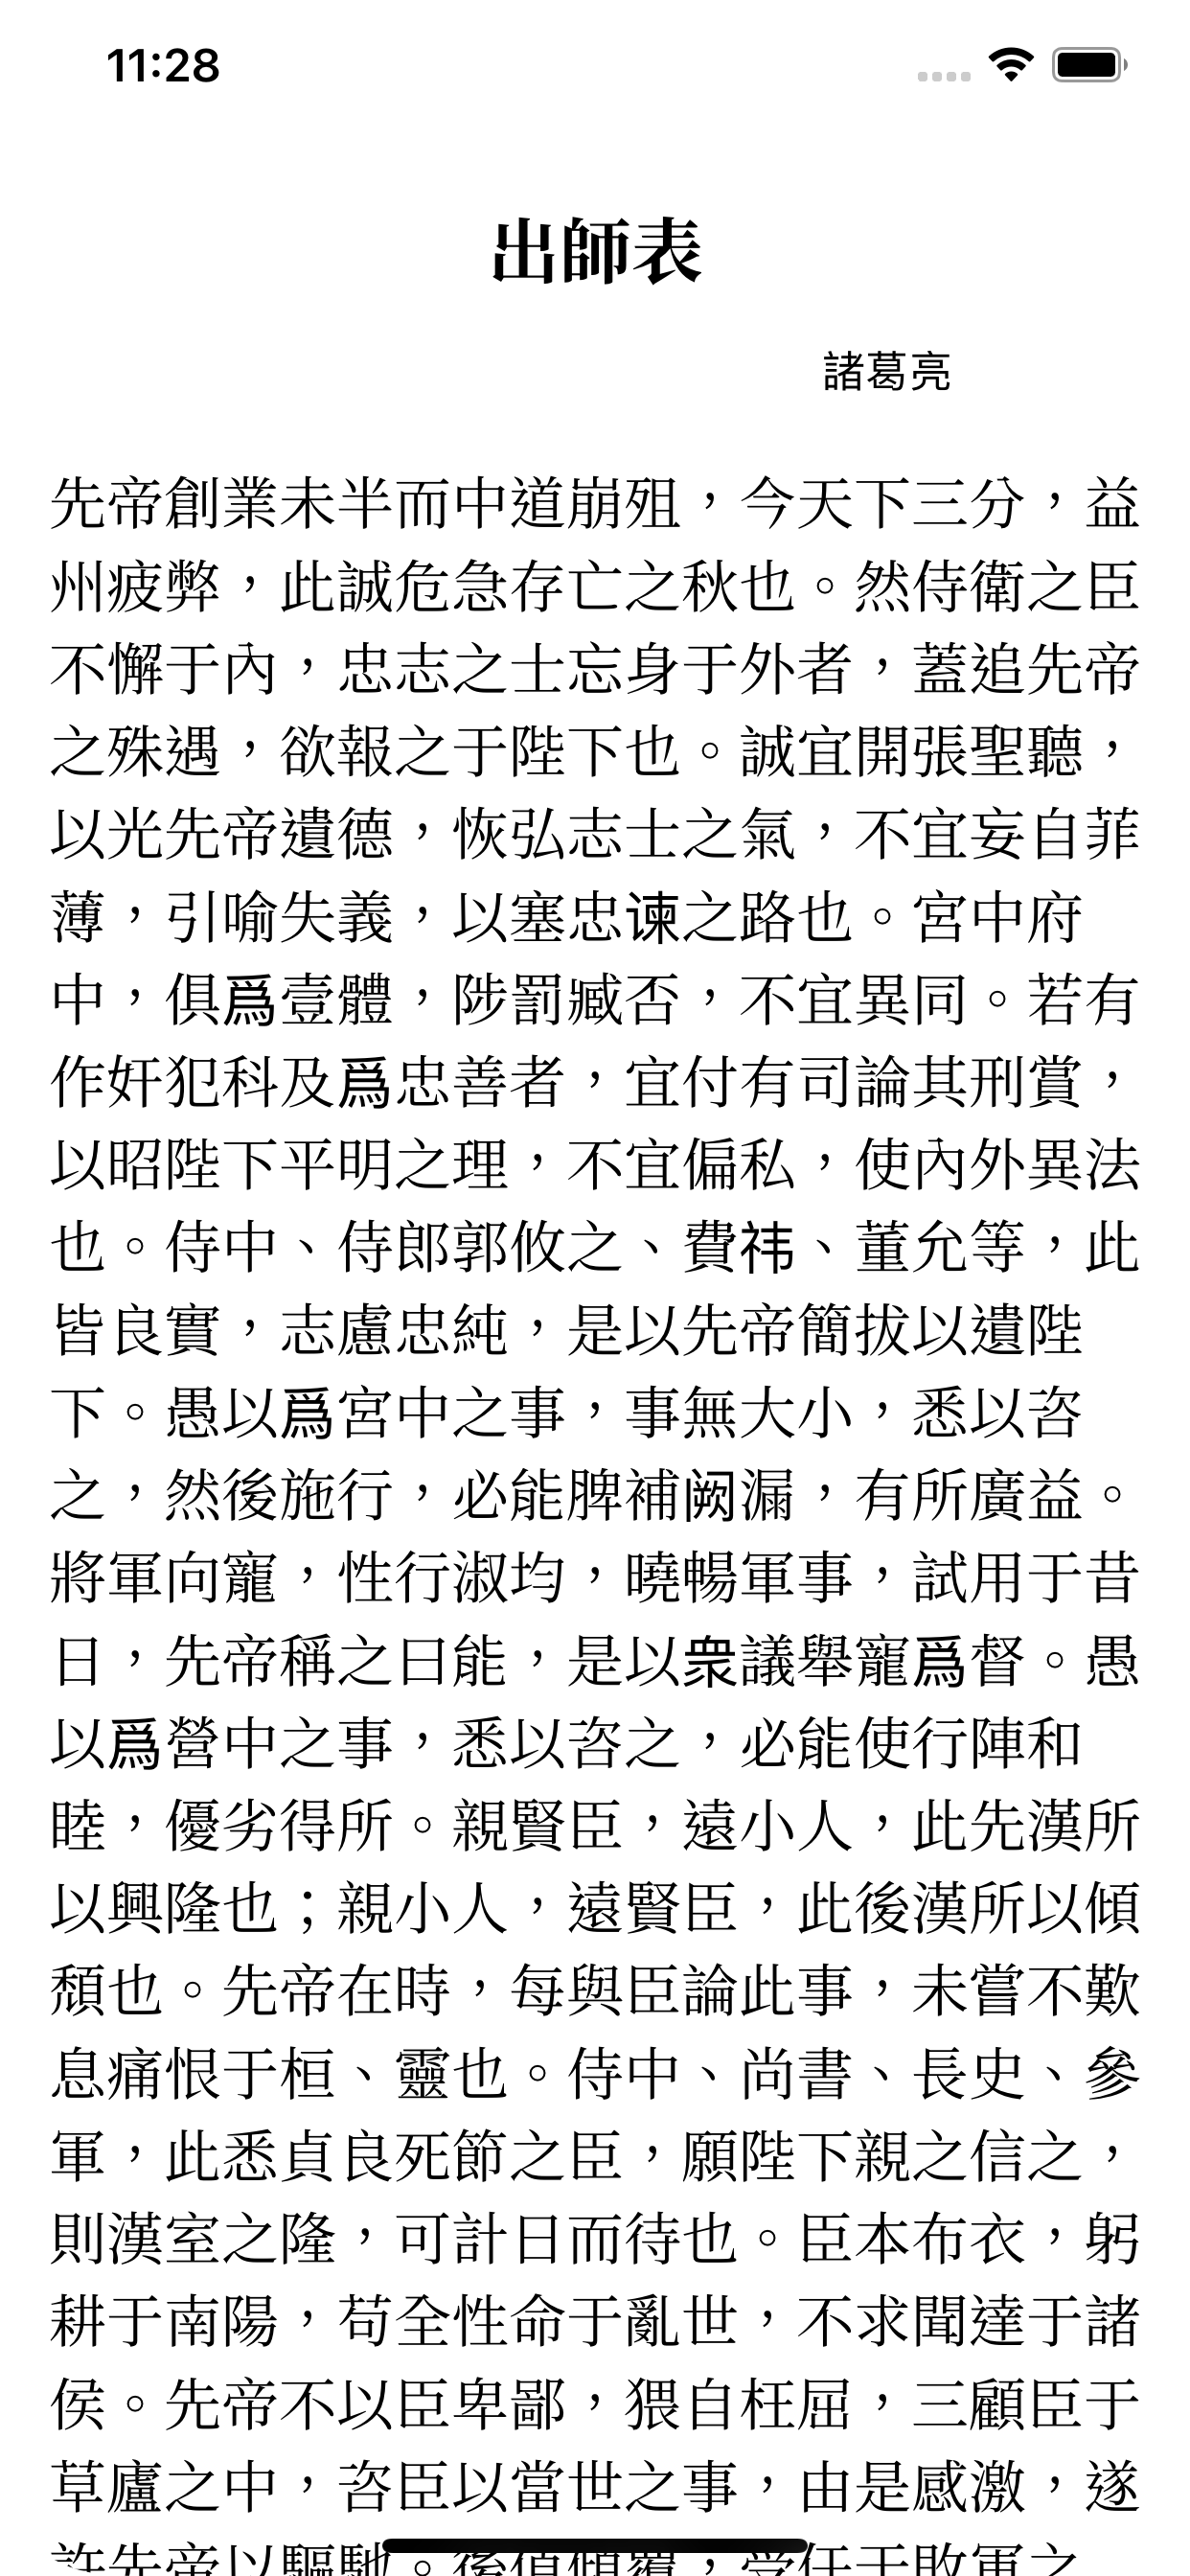 11:28
出師表
諸葛亮
先帝創業未半而中道崩殂，今天下三分，益
州疲弊，此誠危急存亡之秋也。然侍衛之臣
不懈于內，忠志之士忘身于外者，蓋追先帝
之殊遇，欲報之于陛下也。誠宜開張聖聽，
以光先帝遺德，恢弘志士之氣，不宜妄自菲
薄，引喻失義，以塞忠谏之路也。宮中府
中，俱爲壹體，陟罰臧否，不宜異同。若有
作奸犯科及爲忠善者，宜付有司論其刑賞，
以昭陛下平明之理，不宜偏私，使內外異法
也。侍中、侍郎郭攸之、費祎、董允等，此
皆良實，志慮忠純，是以先帝簡拔以遺陛
下。愚以爲宮中之事，事無大小，悉以咨
之，然後施行，必能脾補阙漏，有所廣益。
將軍向寵，性行淑均，曉暢軍事，試用于昔
日，先帝稱之曰能，是以衆議舉寵爲督。愚
以爲營中之事，悉以咨之，必能使行陣和
睦，優劣得所。親賢臣，遠小人，此先漢所
以興隆也；親小人，遠賢臣，此後漢所以傾
頹也。先帝在時，每與臣論此事，未嘗不歎
息痛恨于桓、靈也。侍中、尚書、長史、參
軍，此悉貞良死節之臣，願陛下親之信之，
則漢室之隆，可計日而待也。臣本布衣，躬
耕于南陽，苟全性命于亂世，不求聞達于諸
侯。先帝不以臣卑鄙，猥自枉屈，三顧臣于
草廬之中，咨臣以當世之事，由是感激，遂
許先帝以驅馳。後值傾覆，受任于敗軍之